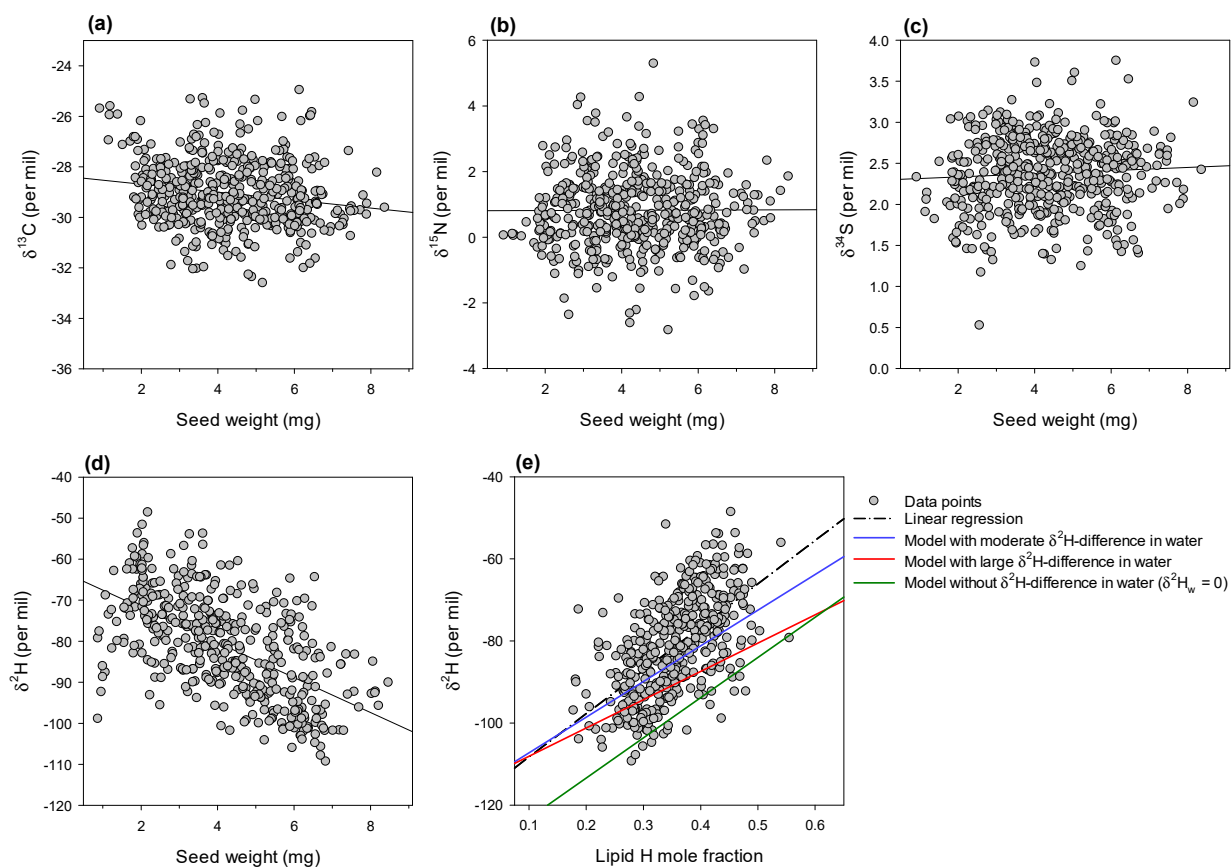 (a)
-24
-26
-28
-30
-32
-34
-36
δ¹³C (per mil)
2
4
6
8
Seed weight (mg)
(b)
6
4
2
0
-2
-4
δ¹⁵N (per mil)
2
4
6
8
Seed weight (mg)
(c)
4.0
3.5
3.0
2.5
2.0
1.5
1.0
0.5
0.0
δ³⁴S (per mil)
2
4
6
8
Seed weight (mg)
(d)
-40
-50
-60
-70
-80
-90
-100
-110
-120
δ²H (per mil)
2
4
6
8
Seed weight (mg)
(e)
-40
-60
-80
-100
-120
δ²H (per mil)
0.1
0.2
0.3
0.4
0.5
0.6
Lipid H mole fraction
Data points
Linear regression
Model with moderate δ²H-difference in water
Model with large δ²H-difference in water
Model without δ²H-difference in water (δ²H_w = 0)